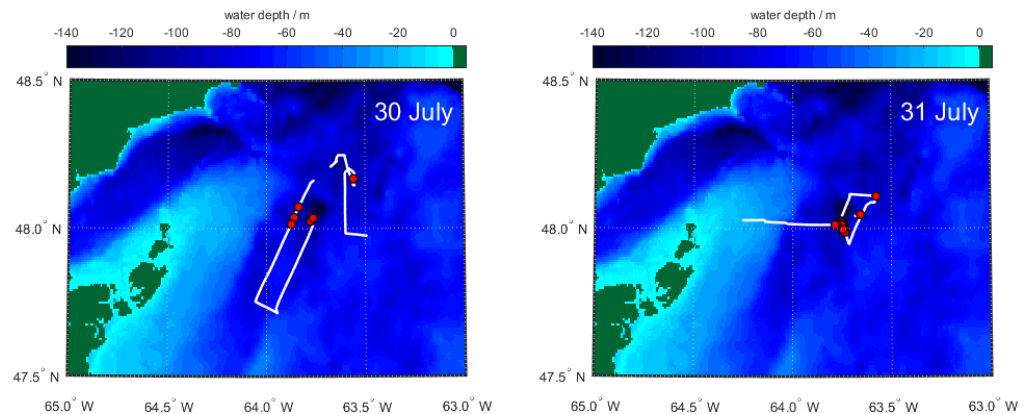 water depth / m
-140 -120 -100 -80 -60 -40 -20 0
48.5° N
48.0° N
47.5° N
30 July
65.0° W 64.5° W 64.0° W 63.5° W 63.0° W
water depth / m
-140 -120 -100 -80 -60 -40 -20 0
48.5° N
48.0° N
47.5° N
31 July
65.0° W 64.5° W 64.0° W 63.5° W 63.0° W